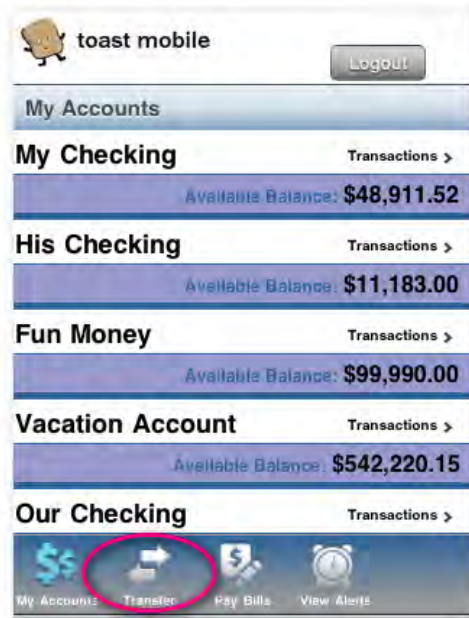 toast mobile
Logout
My Accounts
My Checking Transactions >
Available Balance: $48,911.52
His Checking Transactions >
Available Balance: $11,183.00
Fun Money Transactions >
Available Balance: $99,990.00
Vacation Account Transactions >
Available Balance: $542,220.15
Our Checking Transactions >
$$ $
My Accounts Transfer Pay Bills View Alerts